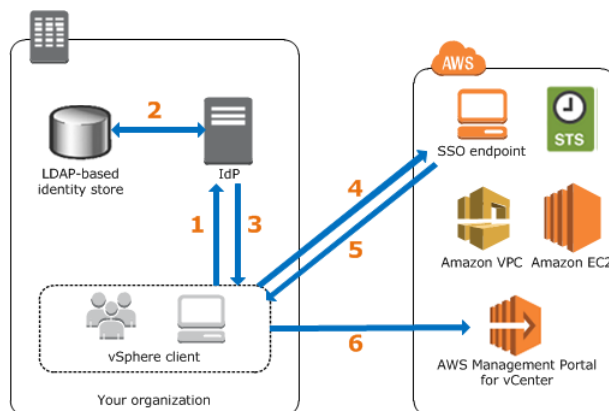 AWS
2
LDAP-based
identity store
IdP
SSO endpoint
STS
4
1
3
5
Amazon VPC
Amazon EC2
vSphere client
6
AWS Management Portal
for vCenter
Your organization